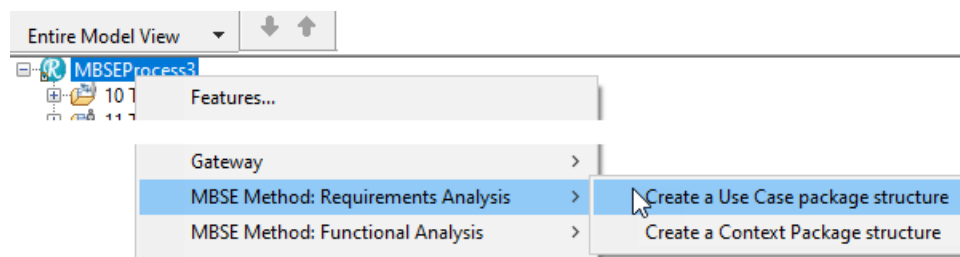 Entire Model View
MBSEProcess3
10 T
Features...
11 T
Gateway >
MBSE Method: Requirements Analysis >
Create a Use Case package structure
MBSE Method: Functional Analysis >
Create a Context Package structure